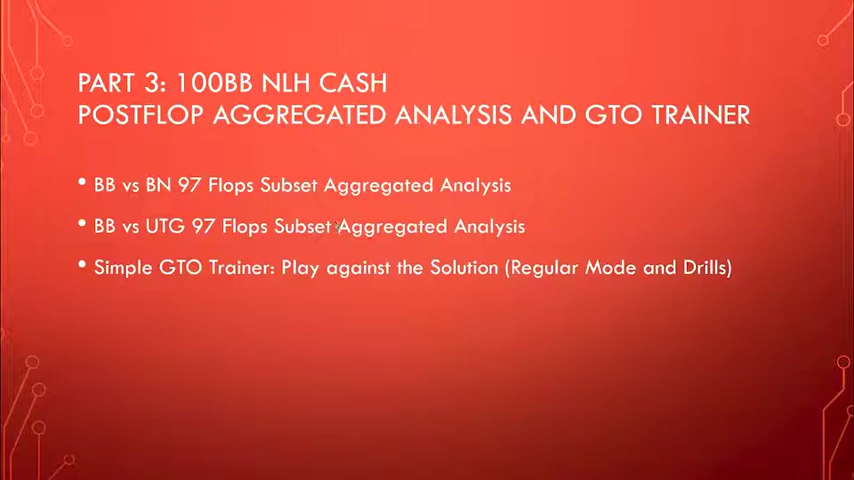 PART 3: 100BB NLH CASH
POSTFLOP AGGREGATED ANALYSIS AND GTO TRAINER
• BB vs BN 97 Flops Subset Aggregated Analysis
• BB vs UTG 97 Flops Subset Aggregated Analysis
• Simple GTO Trainer: Play against the Solution (Regular Mode and Drills)